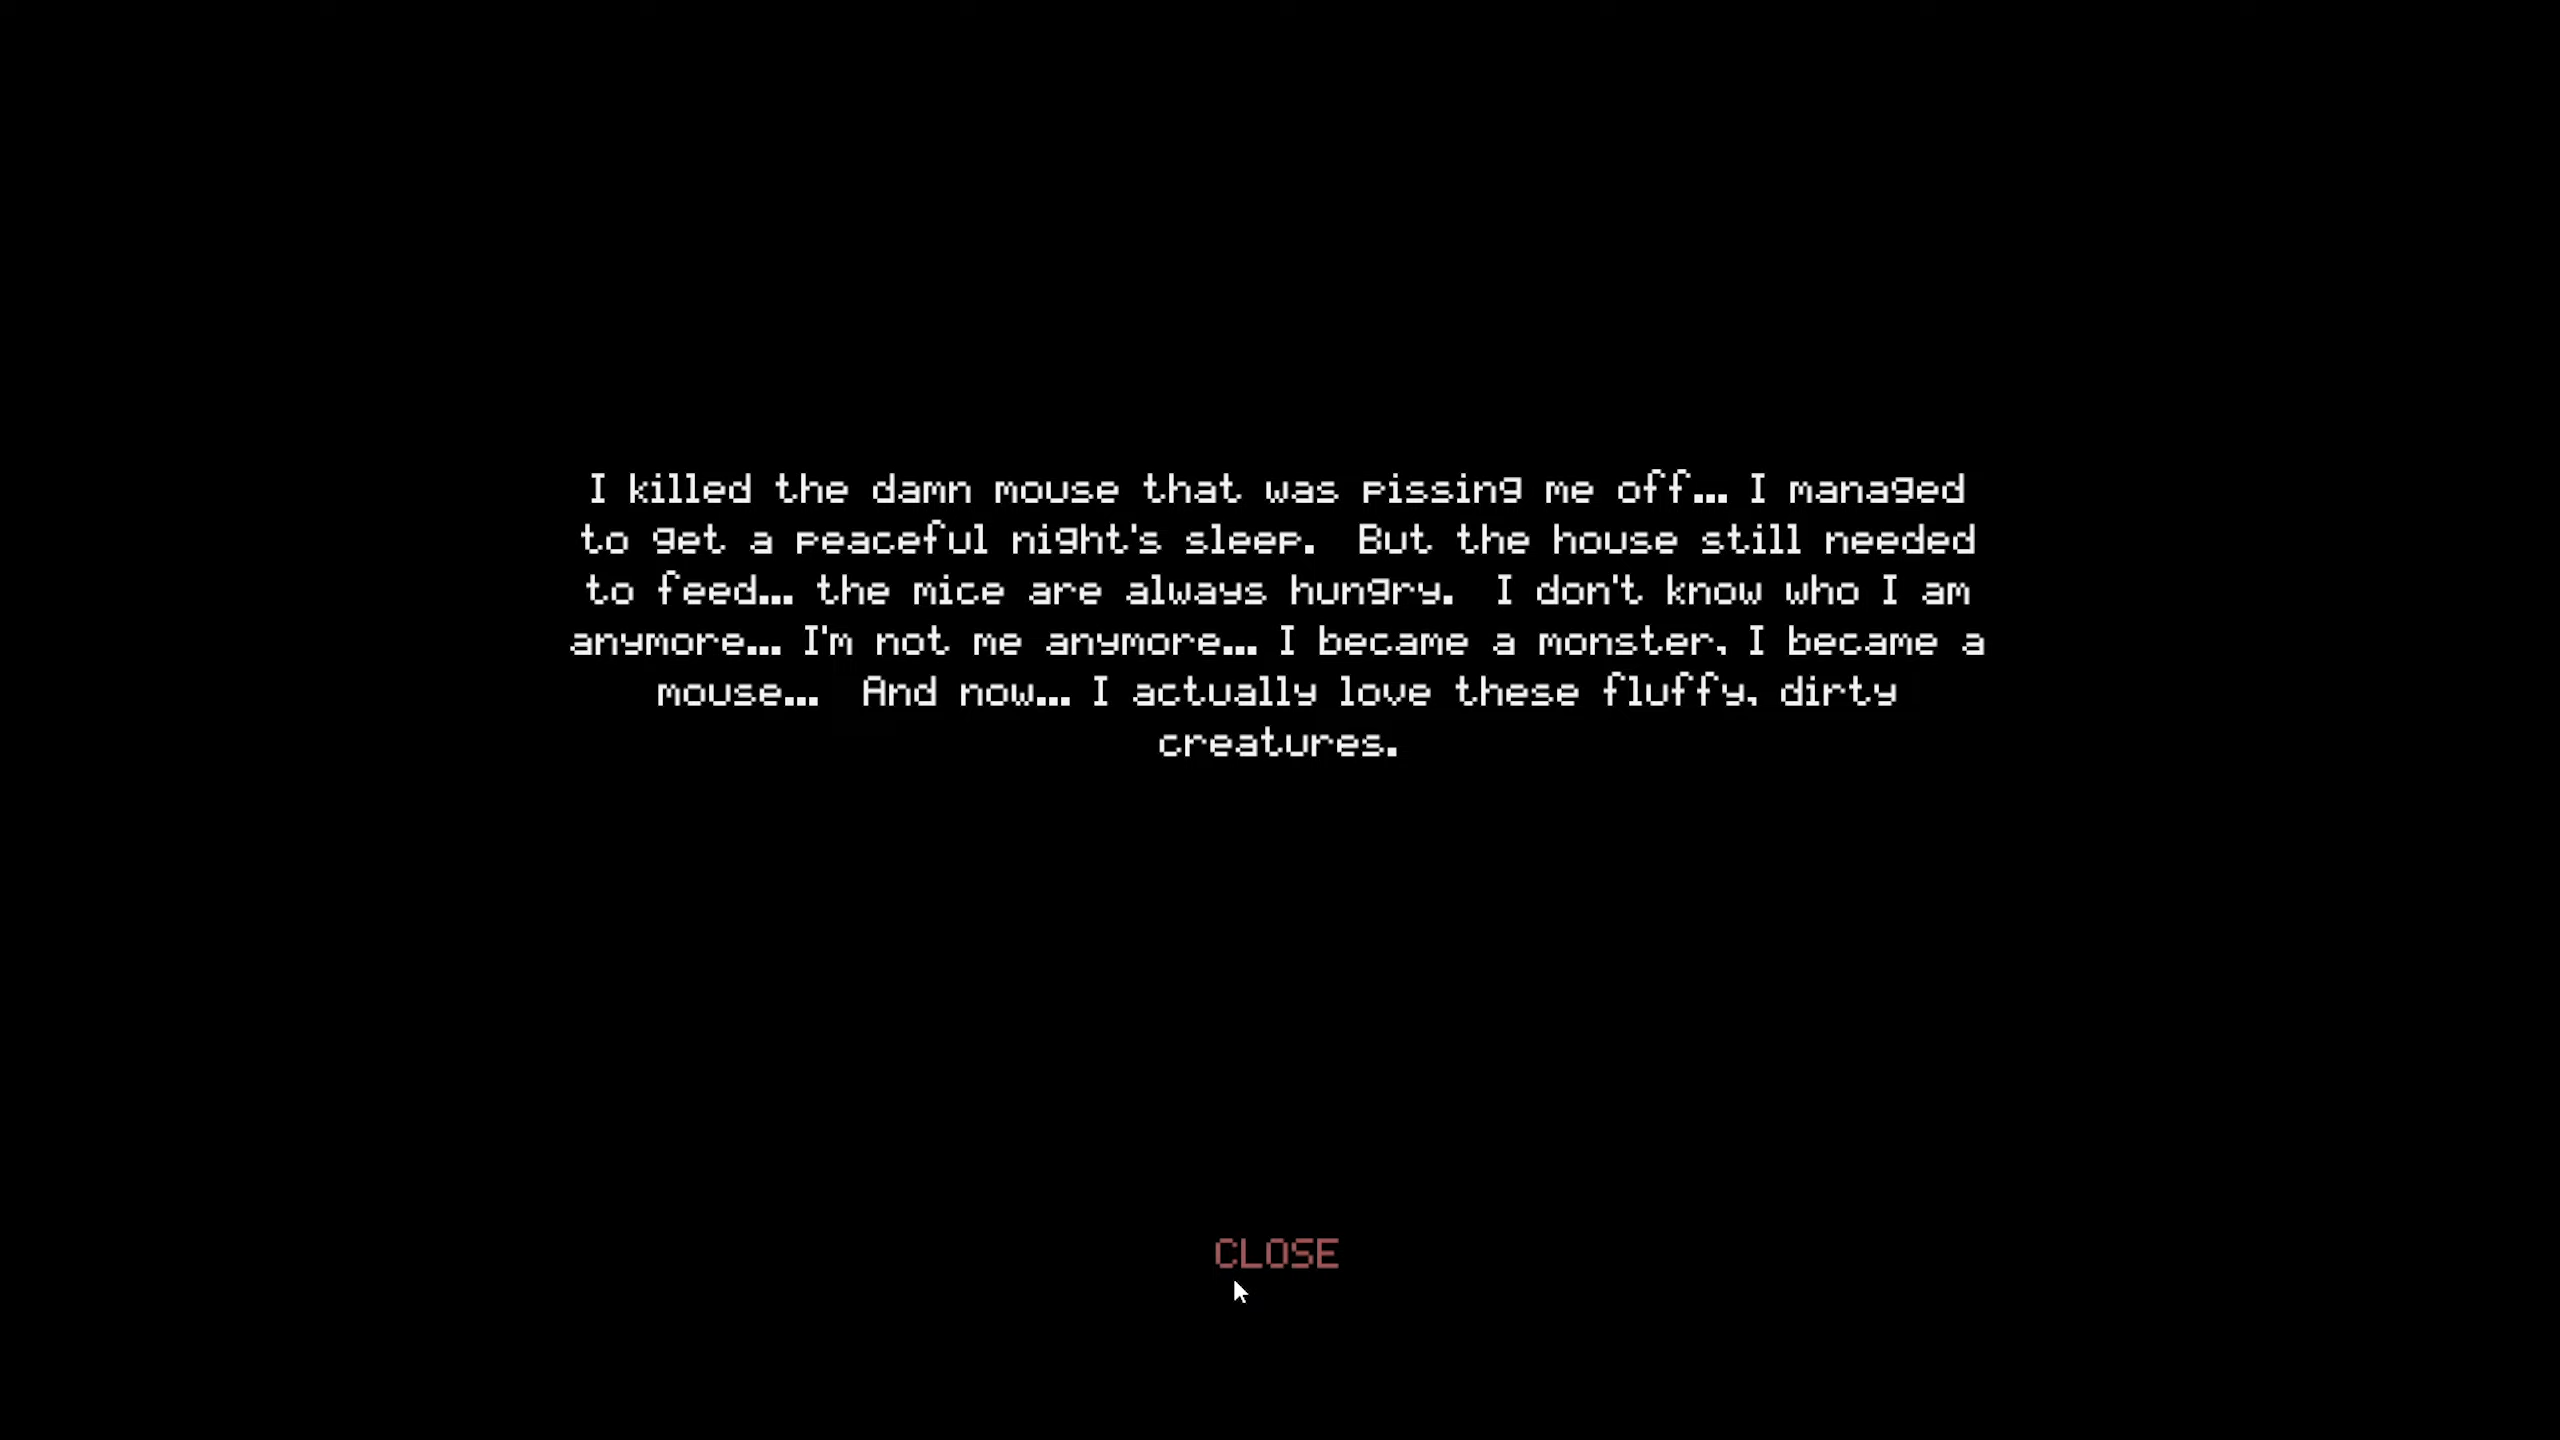 I killed the damn mouse that was pissing me off... I managed
to get a peaceful night's sleep.  But the house still needed
to feed... the mice are always hungry.  I don't know who I am
anymore... I'm not me anymore... I became a monster, I became a
mouse...  And now... I actually love these fluffy, dirty
creatures.
CLOSE